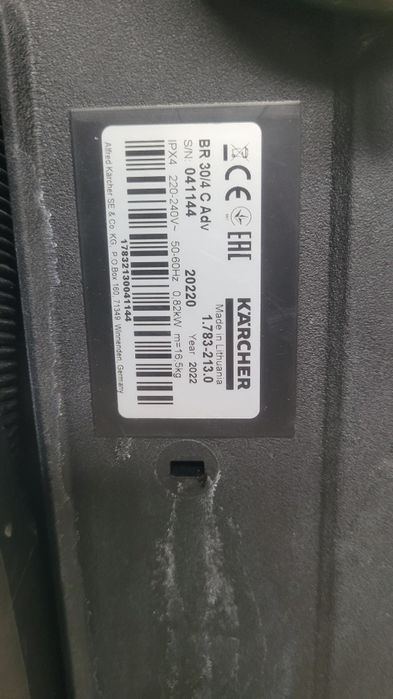 CE EAC KÄRCHER
Made in Lithuania
BR 30/4 C Adv 1.783-213.0
S/N: 041144 20220 Year 2022
IPX4 220-240V~ 50-60Hz 0,82kW m=16,5kg
17832130041144
Alfred Kärcher SE & Co. KG, P.O.Box 160, 71349 Winnenden, Germany